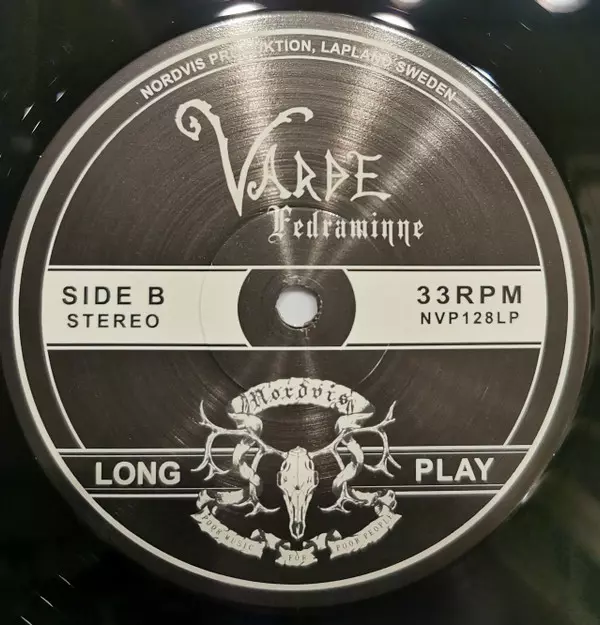 NORDVIS PRODUKTION, LAPLAND SWEDEN
VARDE
Fedraminne
SIDE B
STEREO
33RPM
NVP128LP
Nordvis
LONG PLAY
POOR MUSIC FOR POOR PEOPLE